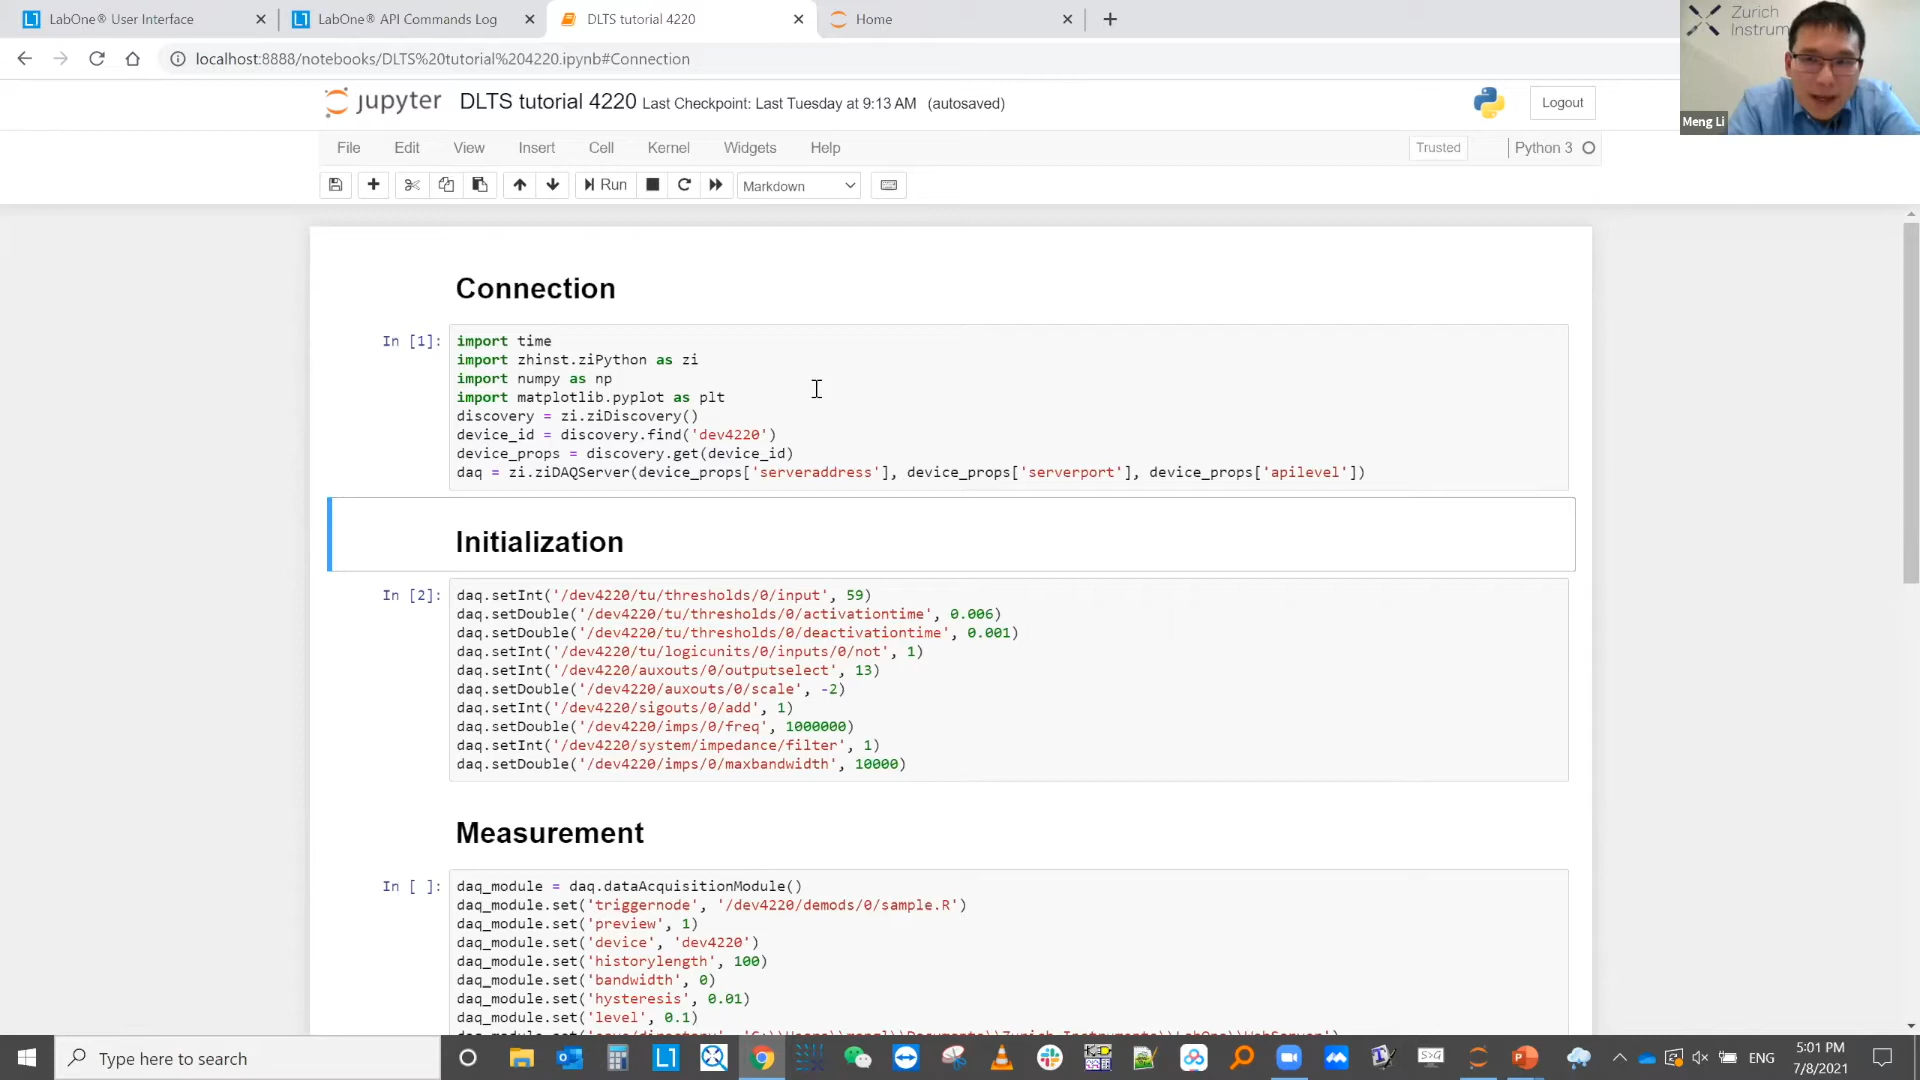 LabOne® User Interface
LabOne® API Commands Log
DLTS tutorial 4220
Home
localhost:8888/notebooks/DLTS%20tutorial%204220.ipynb#Connection
Zurich
Instrum
Meng Li
jupyter DLTS tutorial 4220 Last Checkpoint: Last Tuesday at 9:13 AM (autosaved)
Logout
File Edit View Insert Cell Kernel Widgets Help
Trusted
Python 3
Run
Markdown
Connection
In [1]:
import time
import zhinst.ziPython as zi
import numpy as np
import matplotlib.pyplot as plt
discovery = zi.ziDiscovery()
device_id = discovery.find('dev4220')
device_props = discovery.get(device_id)
daq = zi.ziDAQServer(device_props['serveraddress'], device_props['serverport'], device_props['apilevel'])
Initialization
In [2]:
daq.setInt('/dev4220/tu/thresholds/0/input', 59)
daq.setDouble('/dev4220/tu/thresholds/0/activationtime', 0.006)
daq.setDouble('/dev4220/tu/thresholds/0/deactivationtime', 0.001)
daq.setInt('/dev4220/tu/logicunits/0/inputs/0/not', 1)
daq.setInt('/dev4220/auxouts/0/outputselect', 13)
daq.setDouble('/dev4220/auxouts/0/scale', -2)
daq.setInt('/dev4220/sigouts/0/add', 1)
daq.setDouble('/dev4220/imps/0/freq', 1000000)
daq.setInt('/dev4220/system/impedance/filter', 1)
daq.setDouble('/dev4220/imps/0/maxbandwidth', 10000)
Measurement
In [ ]:
daq_module = daq.dataAcquisitionModule()
daq_module.set('triggernode', '/dev4220/demods/0/sample.R')
daq_module.set('preview', 1)
daq_module.set('device', 'dev4220')
daq_module.set('historylength', 100)
daq_module.set('bandwidth', 0)
daq_module.set('hysteresis', 0.01)
daq_module.set('level', 0.1)
Type here to search
ENG
5:01 PM
7/8/2021